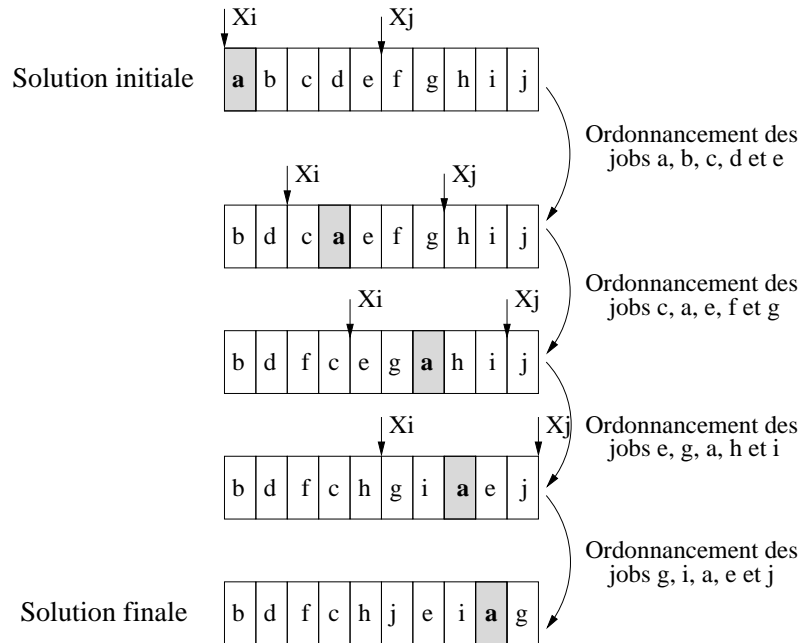 Xi Xj
Solution initiale a b c d e f g h i j
Ordonnancement des
jobs a, b, c, d et e
Xi Xj
b d c a e f g h i j
Ordonnancement des
jobs c, a, e, f et g
Xi Xj
b d f c e g a h i j
Ordonnancement des
jobs e, g, a, h et i
Xi Xj
b d f c h g i a e j
Ordonnancement des
jobs g, i, a, e et j
Solution finale b d f c h j e i a g